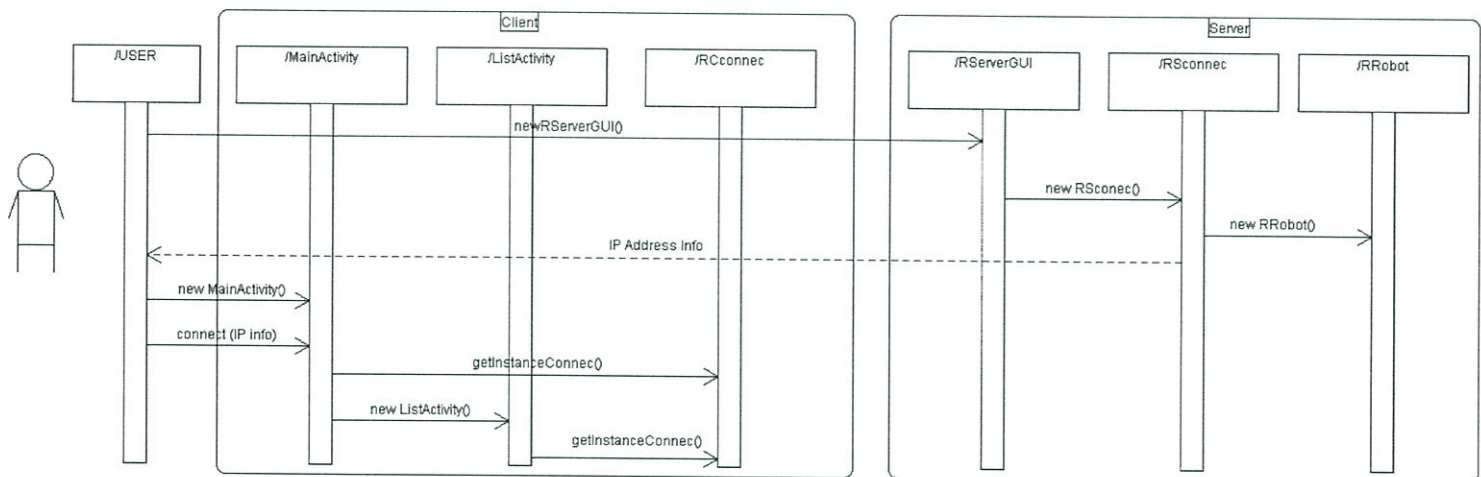 Client
Server
/USER
/MainActivity
/ListActivity
/RCconnec
/RServerGUI
/RSconnec
/RRobot
newRServerGUI()
new RSconec()
new RRobot()
IP Address Info
new MainActivity()
connect (IP info)
getInstanceConnec()
new ListActivity()
getInstanceConnec()